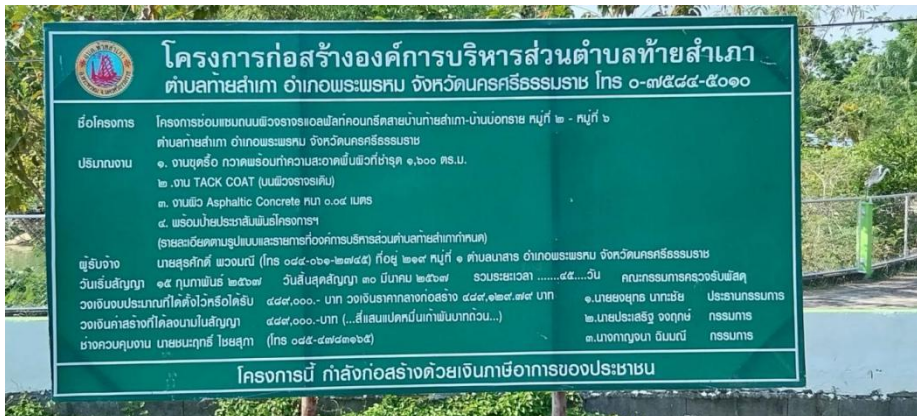 โครงการก่อสร้างองค์การบริหารส่วนตำบลท้ายสำเภา
ตำบลท้ายสำเภา อำเภอพระพรหม จังหวัดนครศรีธรรมราช โทร ๐-๗๕๘๔-๕๐๑๐
ชื่อโครงการ โครงการซ่อมแซมถนนผิวจราจรแอลฟัลท์คอนกรีตสายบ้านท้ายสำเภา-บ้านบ่อทราย หมู่ที่ ๒ - หมู่ที่ ๖
ตำบลท้ายสำเภา อำเภอพระพรหม จังหวัดนครศรีธรรมราช
ปริมาณงาน ๑. งานขุดรื้อ กวาดพร้อมทำความสะอาดพื้นผิวที่ชำรุด ๑,๖๐๐ ตร.ม.
๒ .งาน TACK COAT (บนผิวจราจรเดิม)
๓. งานผิว Asphaltic Concrete หนา ๐.๐๔ เมตร
๔. พร้อมป้ายประชาสัมพันธ์โครงการฯ
(รายละเอียดตามรูปแบบและรายการที่องค์การบริหารส่วนตำบลท้ายสำเภากำหนด)
ผู้รับจ้าง นายสุรศักดิ์ พวงมณี (โทร ๐๘๔-๐๖๑-๒๗๔๕) ที่อยู่ ๒๑๙ หมู่ที่ ๑ ตำบลนาสาร อำเภอพระพรหม จังหวัดนครศรีธรรมราช
วันเริ่มสัญญา ๑๕ กุมภาพันธ์ ๒๕๖๗ วันสิ้นสุดสัญญา ๓๐ มีนาคม ๒๕๖๗ รวมระยะเวลา .......๔๕....วัน คณะกรรมการตรวจรับพัสดุ
วงเงินงบประมาณที่ได้ตั้งไว้หรือได้รับ ๔๘๙,๐๐๐.- บาท วงเงินราคากลางก่อสร้าง ๔๘๙,๑๒๙.๗๙ บาท ๑.นายยงยุทธ นาทะชัย ประธานกรรมการ
วงเงินค่าสร้างที่ได้ลงนามในสัญญา ๔๘๙,๐๐๐.-บาท (...สี่แสนแปดหมื่นเก้าพันบาทถ้วน...) ๒.นายประเสริฐ จงฤกษ์ กรรมการ
ช่างควบคุมงาน นายชนะฤทธิ์ ไชยสุภา (โทร ๐๘๕-๔๗๘๓๑๖๕) ๓.นางกาญจนา ฉิมมณี กรรมการ
โครงการนี้ กำลังก่อสร้างด้วยเงินภาษีอาการของประชาชน